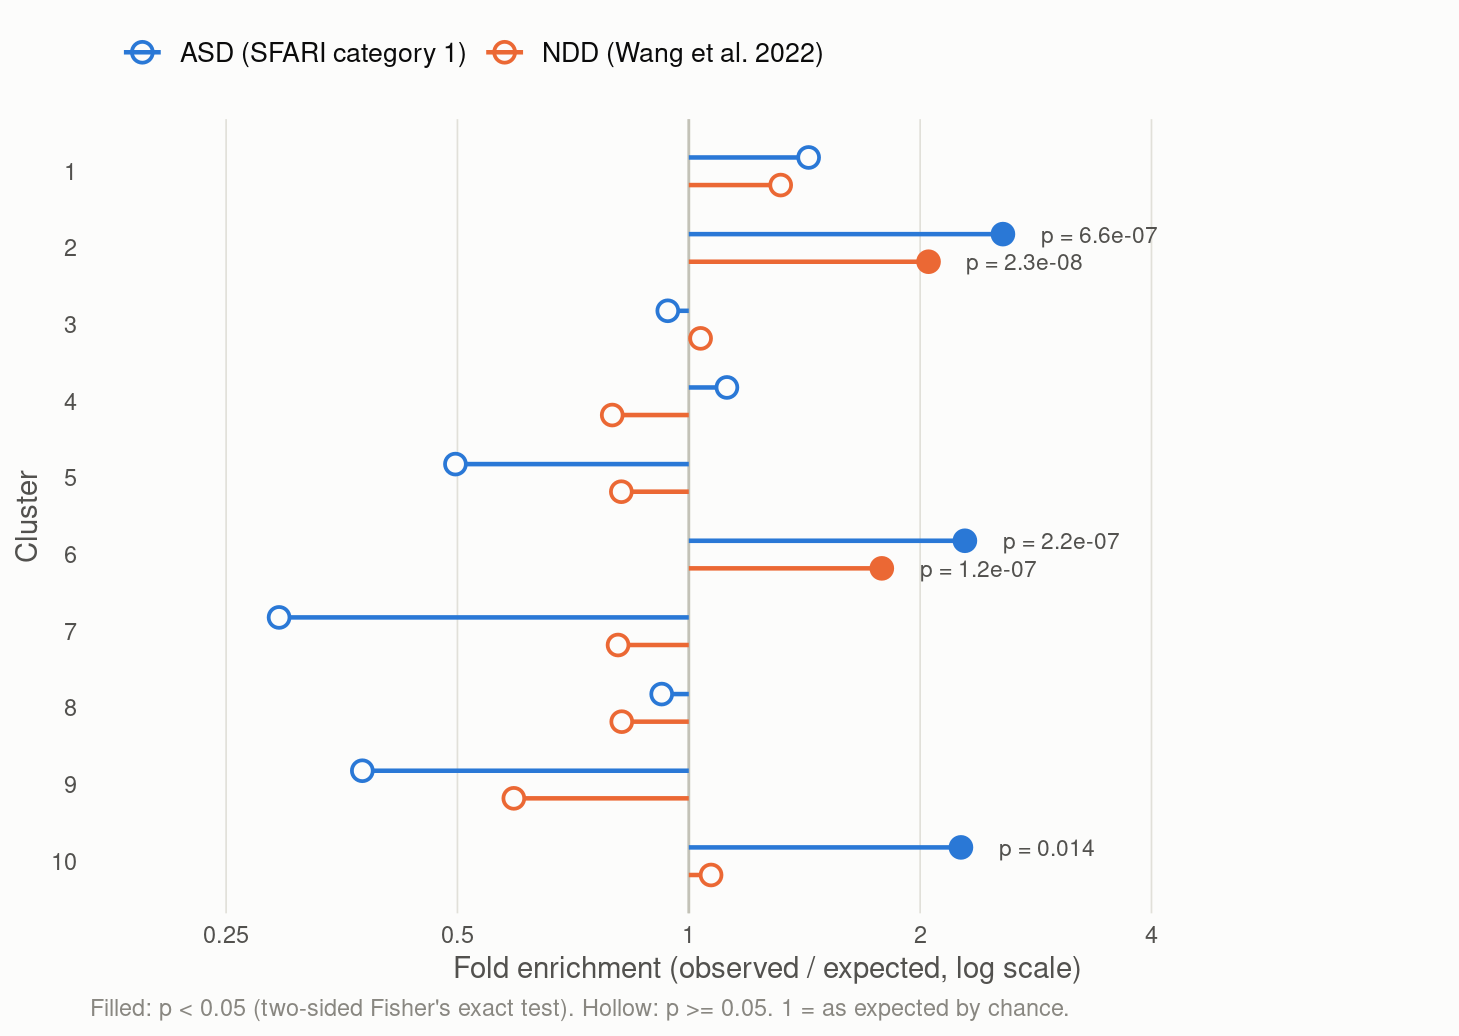 ASD (SFARI category 1) NDD (Wang et al. 2022)
1
2
p = 6.6e-07
p = 2.3e-08
3
4
5
6
p = 2.2e-07
p = 1.2e-07
7
8
9
10
p = 0.014
Cluster
0.25 0.5 1 2 4
Fold enrichment (observed / expected, log scale)
Filled: p < 0.05 (two-sided Fisher's exact test). Hollow: p >= 0.05. 1 = as expected by chance.